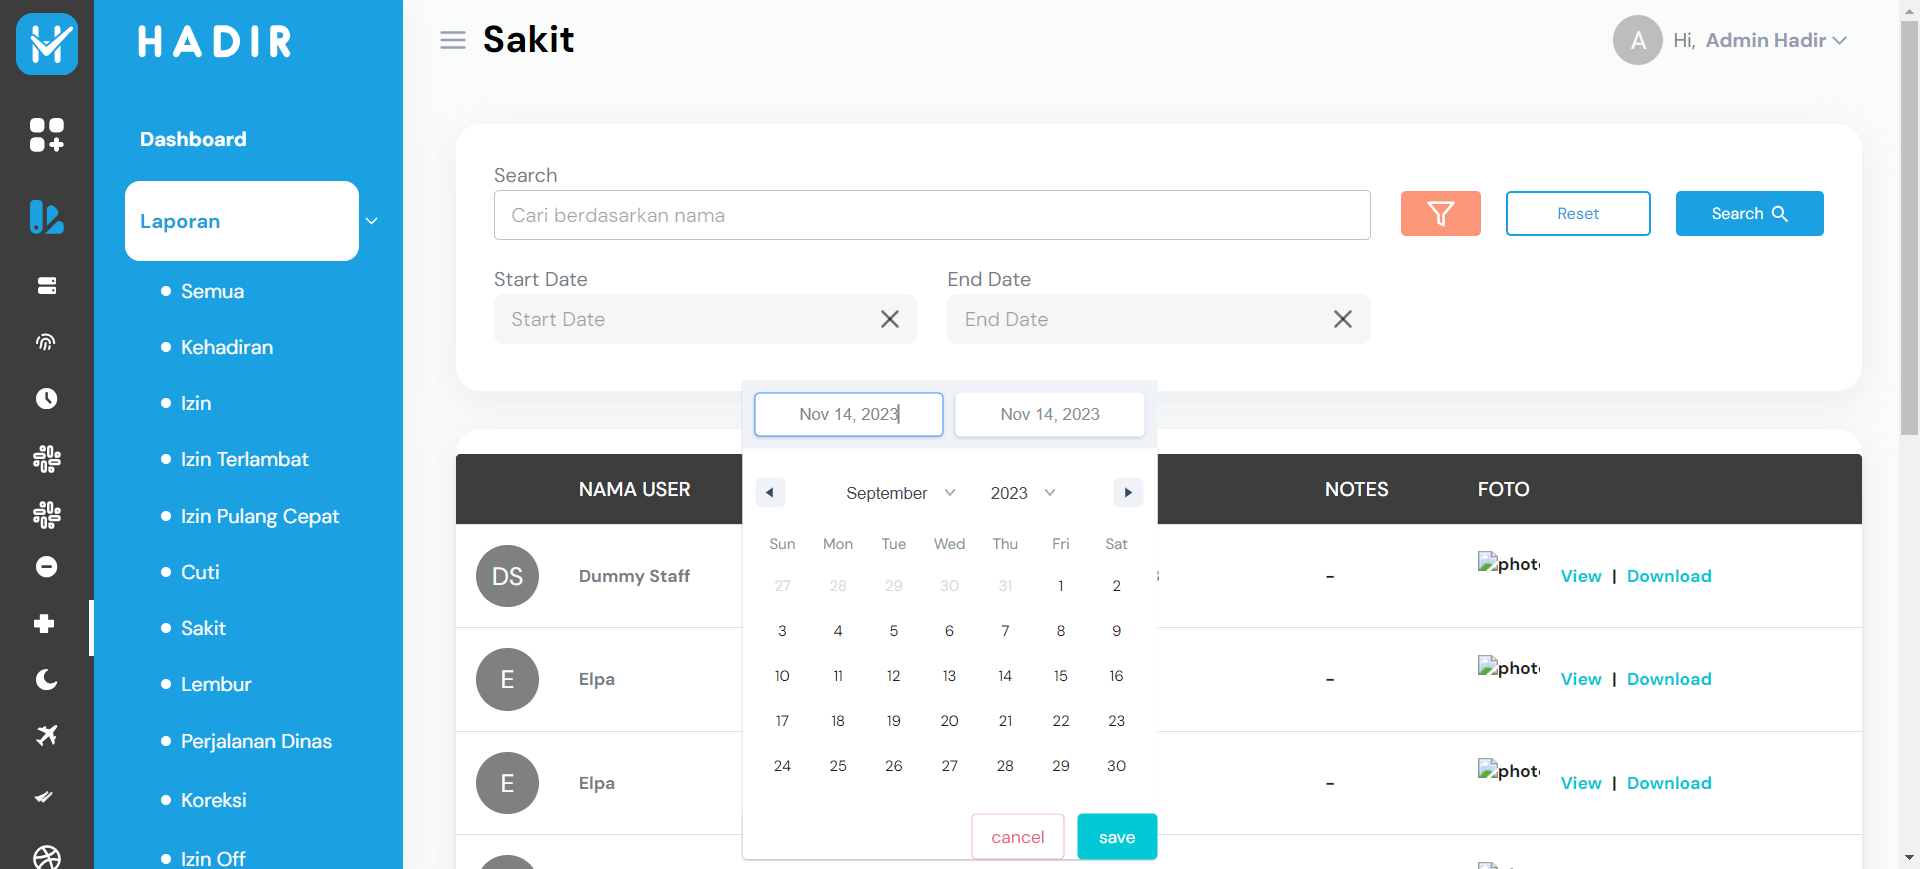 HADIR
Sakit
A
Hi, Admin Hadir
Dashboard
Laporan
Semua
Kehadiran
Izin
Izin Terlambat
Izin Pulang Cepat
Cuti
Sakit
Lembur
Perjalanan Dinas
Koreksi
Izin Off
Search
Cari berdasarkan nama
Reset
Search
Start Date
End Date
Start Date
End Date
Nov 14, 2023
Nov 14, 2023
September
2023
Sun Mon Tue Wed Thu Fri Sat
27 28 29 30 31 1 2
3 4 5 6 7 8 9
10 11 12 13 14 15 16
17 18 19 20 21 22 23
24 25 26 27 28 29 30
cancel
save
NAMA USER
NOTES
FOTO
DS Dummy Staff - phot View | Download
E Elpa - phot View | Download
E Elpa - phot View | Download